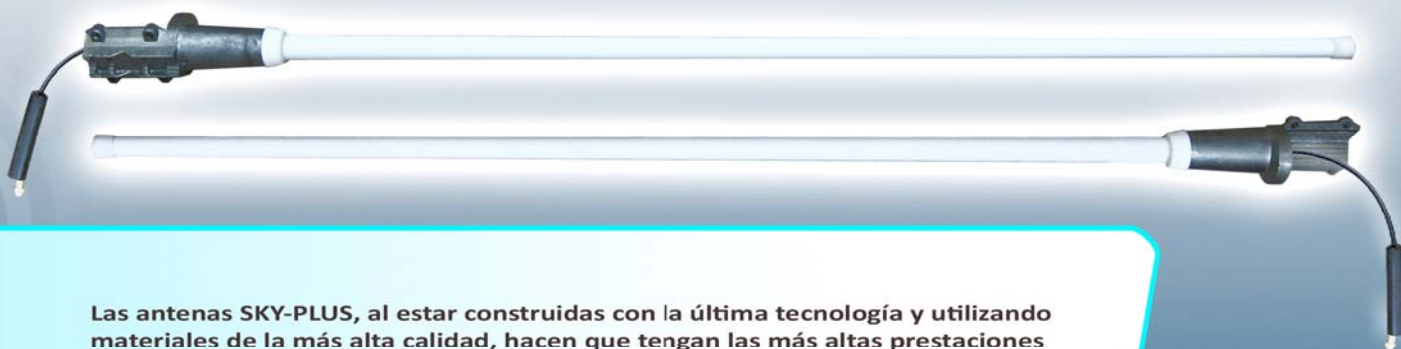 Las antenas SKY-PLUS, al estar construidas con la última tecnología y utilizando
materiales de la más alta calidad, hacen que tengan las más altas prestaciones